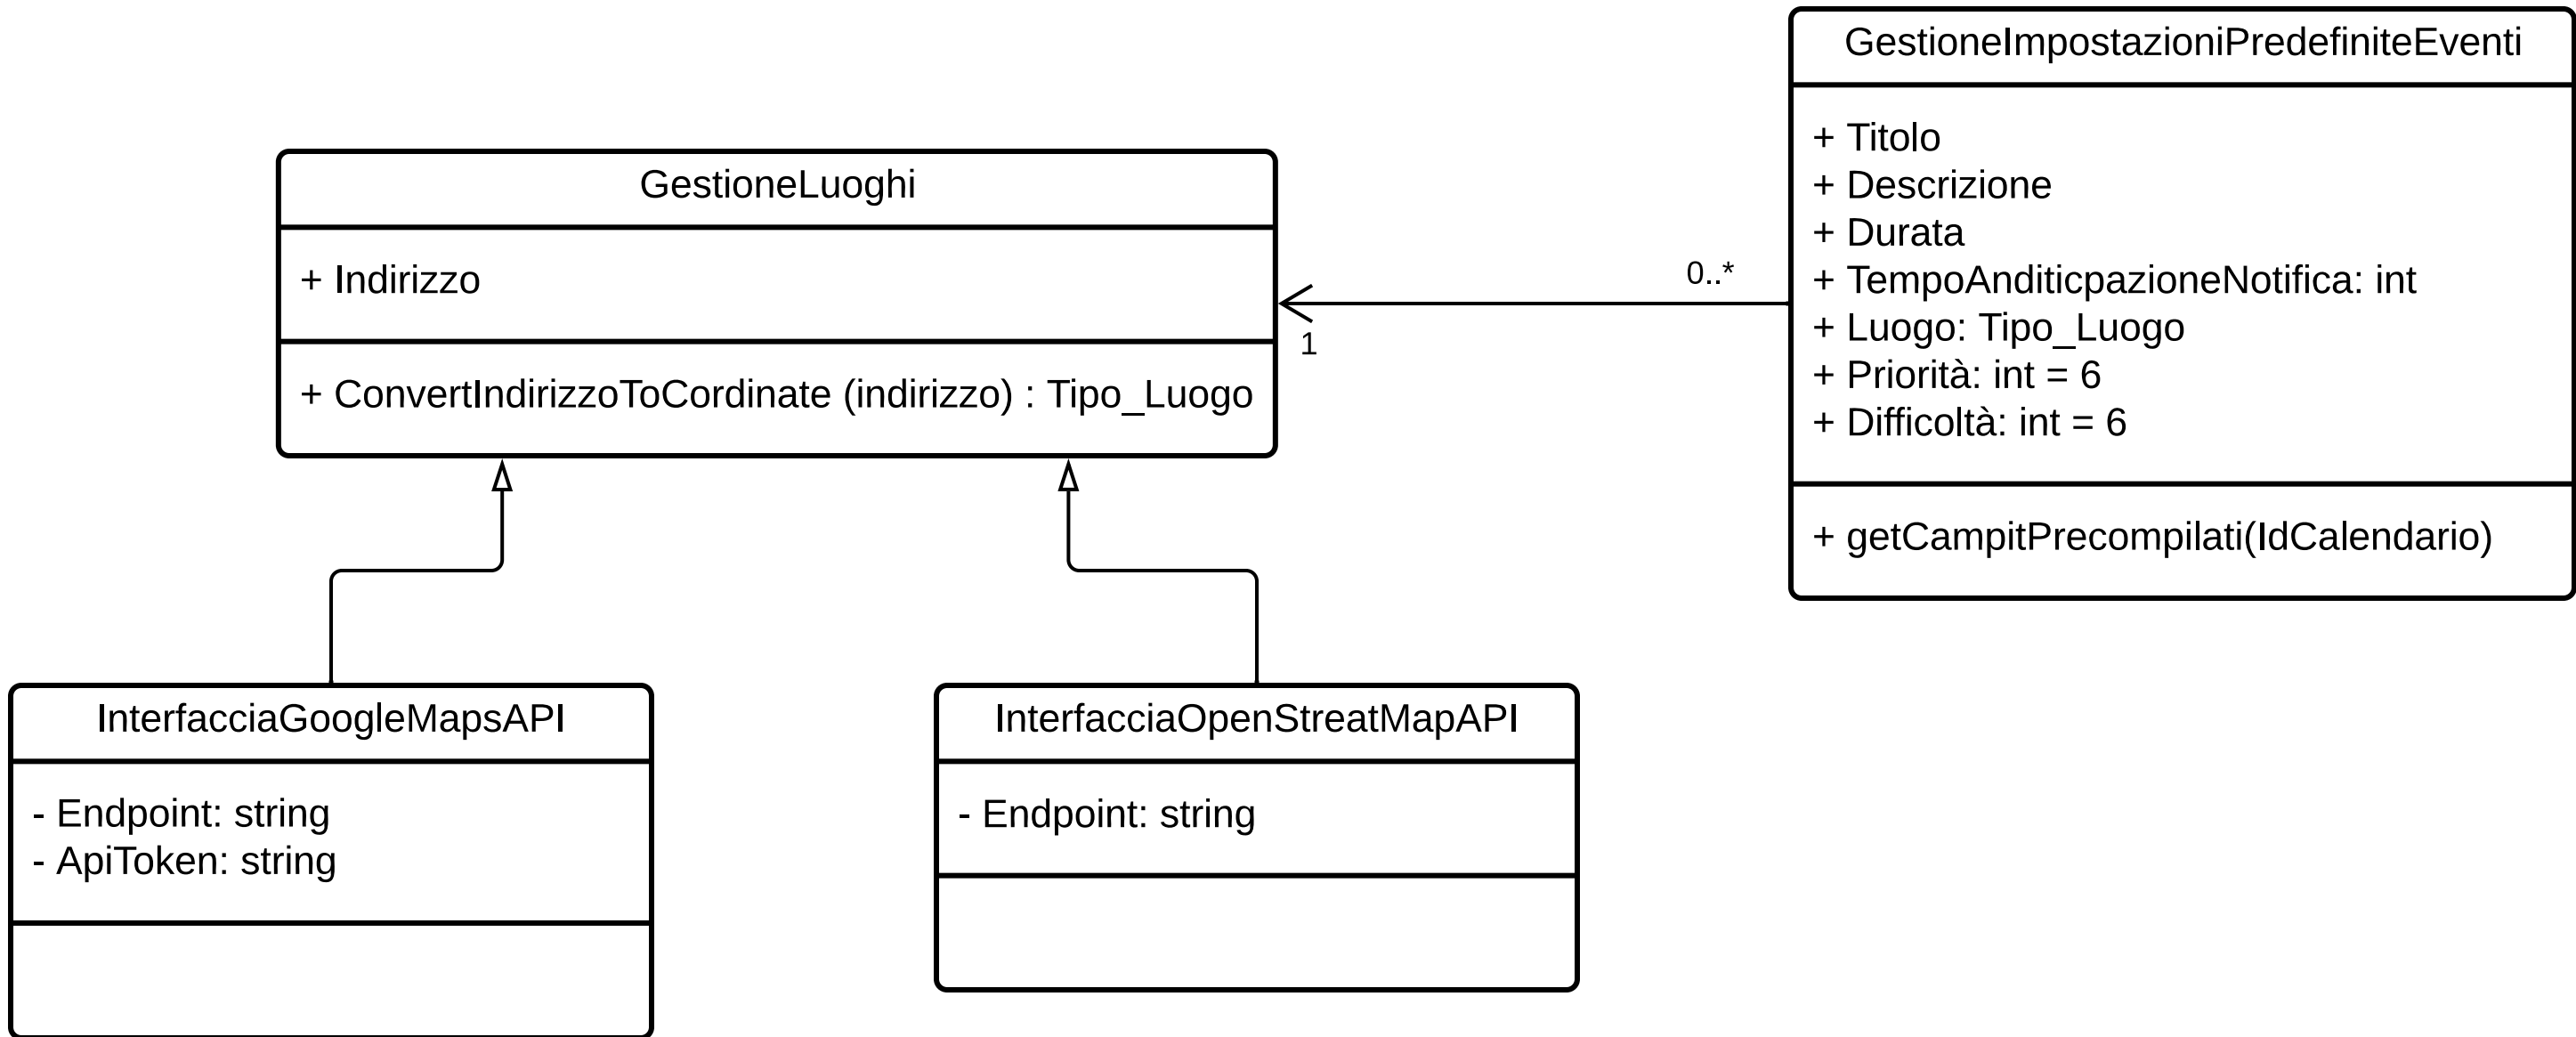 GestioneImpostazioniPredefiniteEventi
+ Titolo
+ Descrizione
+ Durata
+ TempoAnditicpazioneNotifica: int
+ Luogo: Tipo_Luogo
+ Priorità: int = 6
+ Difficoltà: int = 6
+ getCampitPrecompilati(IdCalendario)
GestioneLuoghi
+ Indirizzo
+ ConvertIndirizzoToCordinate (indirizzo) : Tipo_Luogo
0..*
1
InterfacciaGoogleMapsAPI
- Endpoint: string
- ApiToken: string
InterfacciaOpenStreatMapAPI
- Endpoint: string